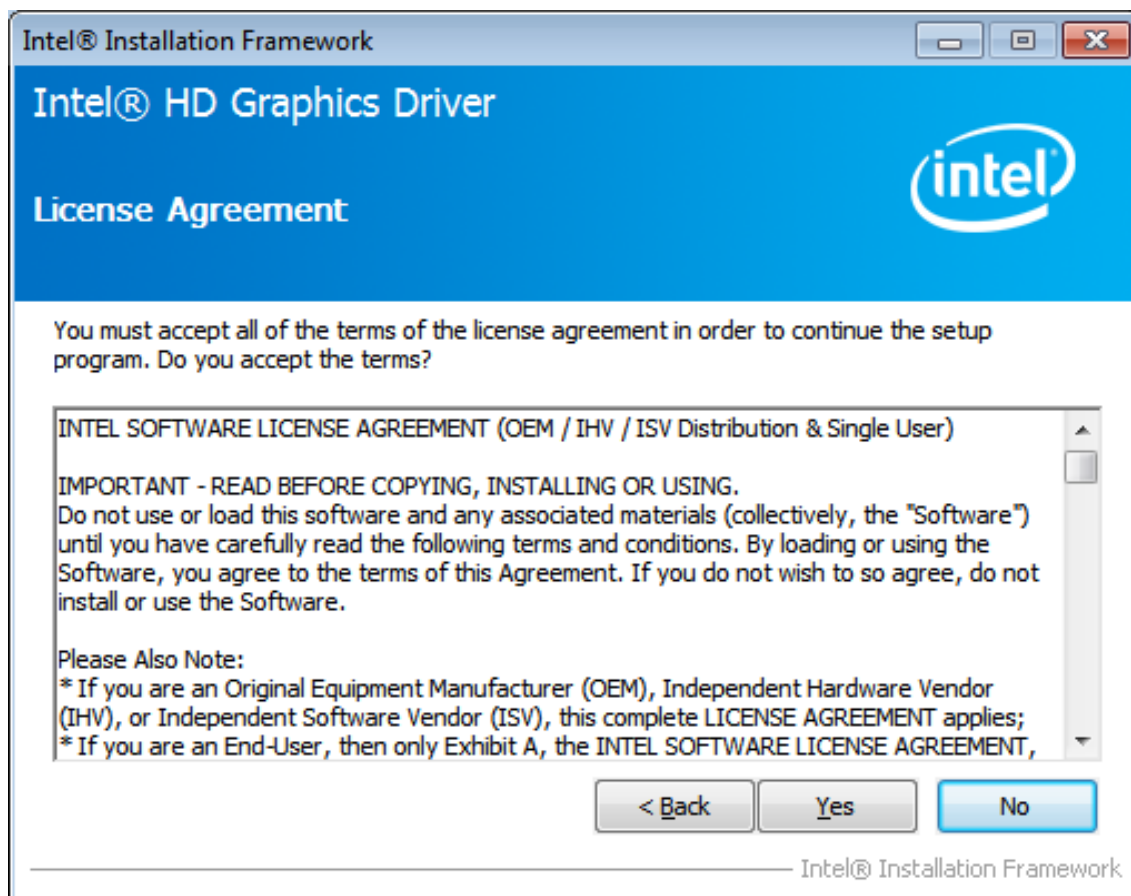 Intel® Installation Framework
Intel® HD Graphics Driver
intel
License Agreement
You must accept all of the terms of the license agreement in order to continue the setup
program. Do you accept the terms?
INTEL SOFTWARE LICENSE AGREEMENT (OEM / IHV / ISV Distribution & Single User)
IMPORTANT - READ BEFORE COPYING, INSTALLING OR USING.
Do not use or load this software and any associated materials (collectively, the "Software")
until you have carefully read the following terms and conditions. By loading or using the
Software, you agree to the terms of this Agreement. If you do not wish to so agree, do not
install or use the Software.
Please Also Note:
* If you are an Original Equipment Manufacturer (OEM), Independent Hardware Vendor
(IHV), or Independent Software Vendor (ISV), this complete LICENSE AGREEMENT applies;
* If you are an End-User, then only Exhibit A, the INTEL SOFTWARE LICENSE AGREEMENT,
< Back Yes No
Intel® Installation Framework